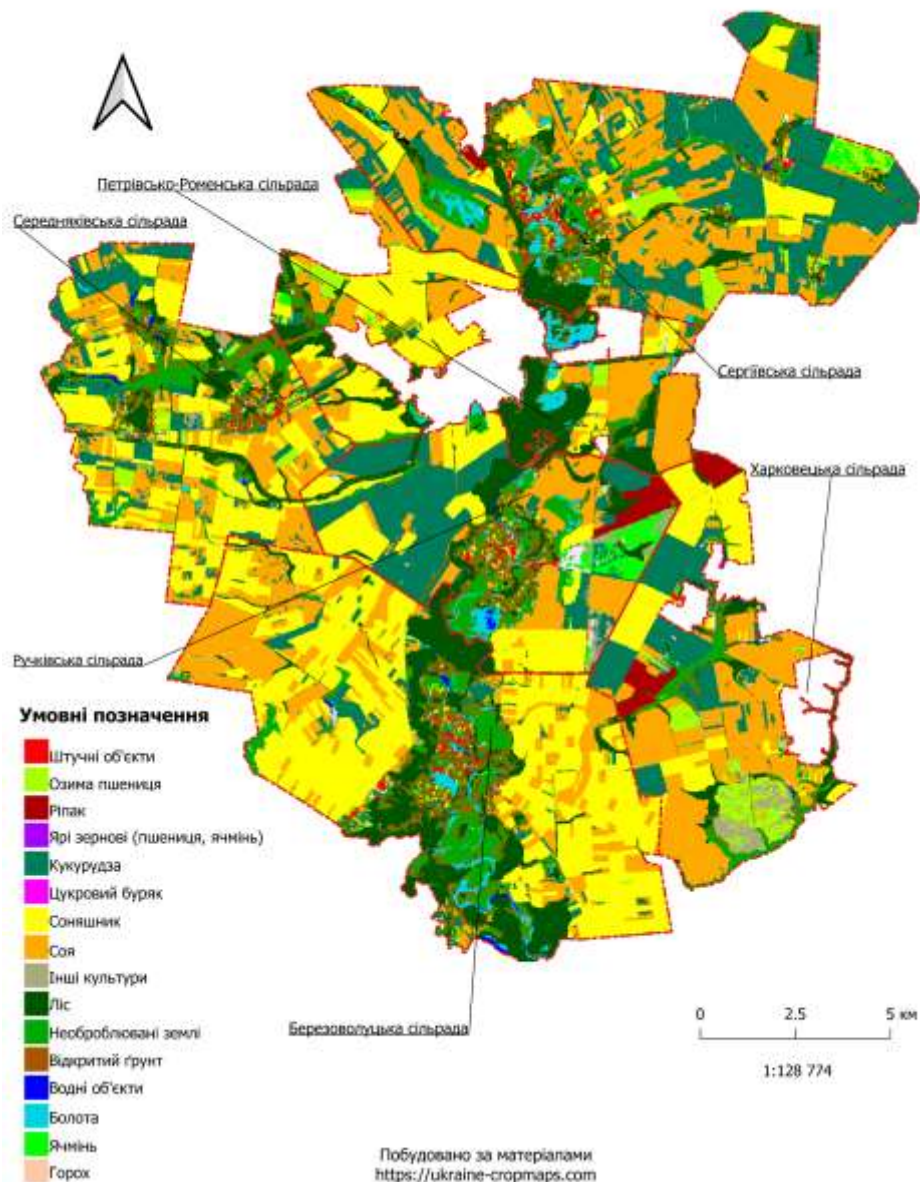 Петрівсько-Роменська сільрада
Середняківська сільрада
Сергіївська сільрада
Харковецька сільрада
Ручківська сільрада
Умовні позначення
Штучні об'єкти
Озима пшениця
Ріпак
Ярі зернові (пшениця, ячмінь)
Кукурудза
Цукровий буряк
Соняшник
Соя
Інші культури
Ліс
Необроблювані землі
Відкритий ґрунт
Водні об'єкти
Болота
Ячмінь
Горох
Березоволуцька сільрада
0 2.5 5 км
1:128 774
Побудовано за матеріалами
https://ukraine-cropmaps.com